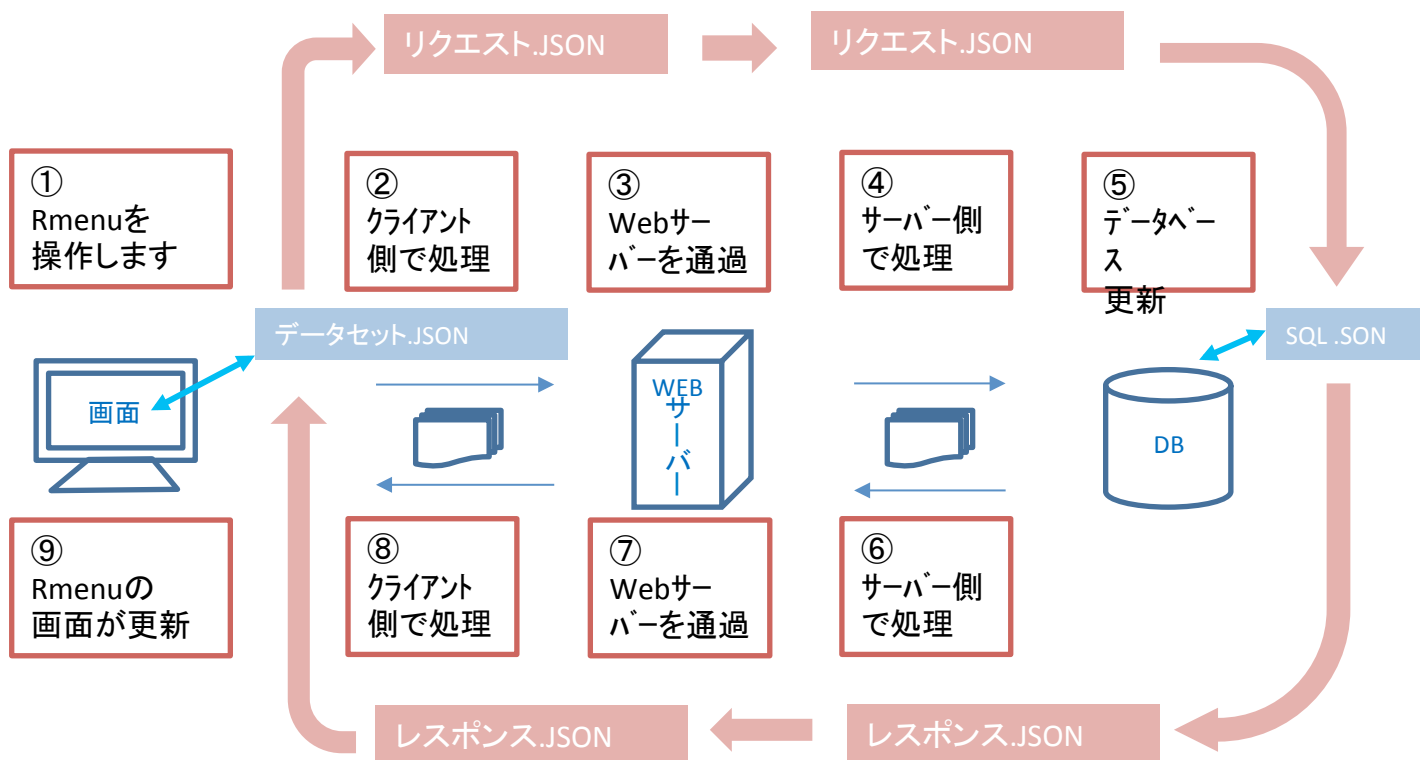 リクエスト.JSON
リクエスト.JSON
①
Rmenuを
操作します
②
ｸﾗｲｱﾝﾄ
側で処理
③
Webｻｰ
ﾊﾞｰを通過
④
ｻｰﾊﾞｰ側
で処理
⑤
ﾃﾞｰﾀﾍﾞｰ
ｽ
更新
データセット.JSON
SQL .SON
画面
WEB
サーバー
DB
⑨
Rmenuの
画面が更新
⑧
ｸﾗｲｱﾝﾄ
側で処理
⑦
Webｻｰ
ﾊﾞｰを通過
⑥
ｻｰﾊﾞｰ側
で処理
レスポンス.JSON
レスポンス.JSON